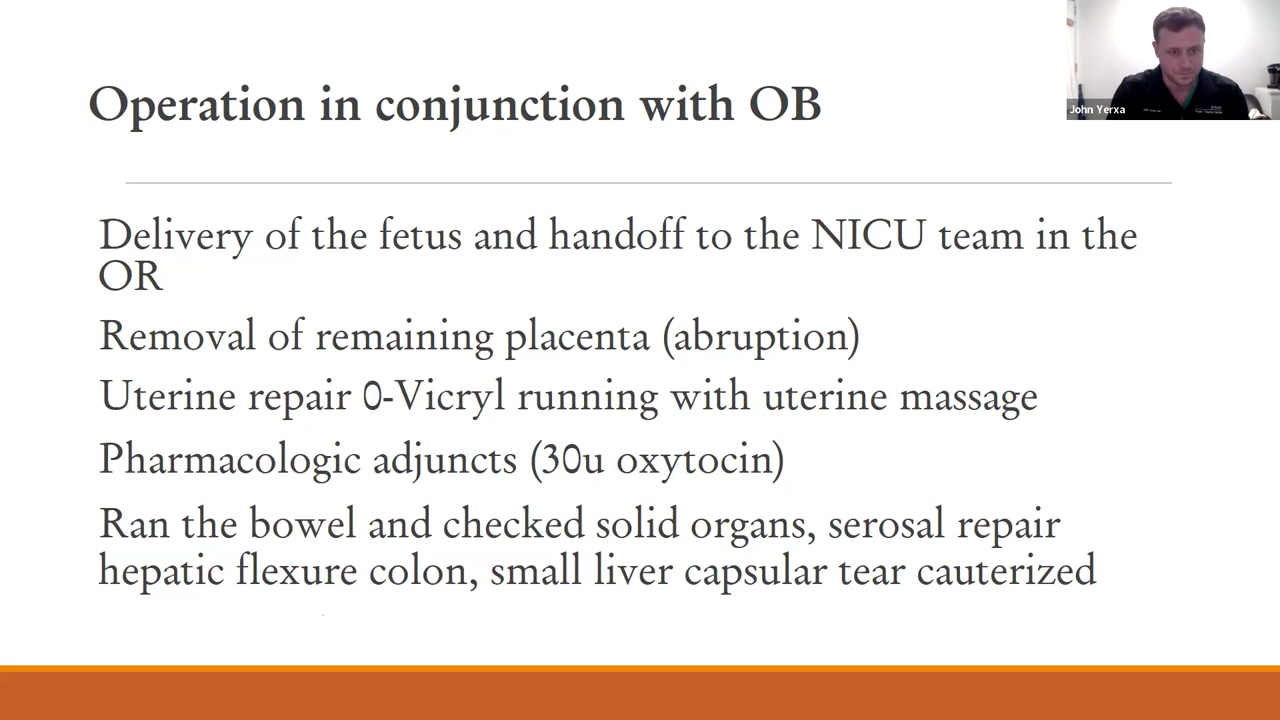 Operation in conjunction with OB
John Yerxa
Delivery of the fetus and handoff to the NICU team in the
OR
Removal of remaining placenta (abruption)
Uterine repair 0-Vicryl running with uterine massage
Pharmacologic adjuncts (30u oxytocin)
Ran the bowel and checked solid organs, serosal repair
hepatic flexure colon, small liver capsular tear cauterized